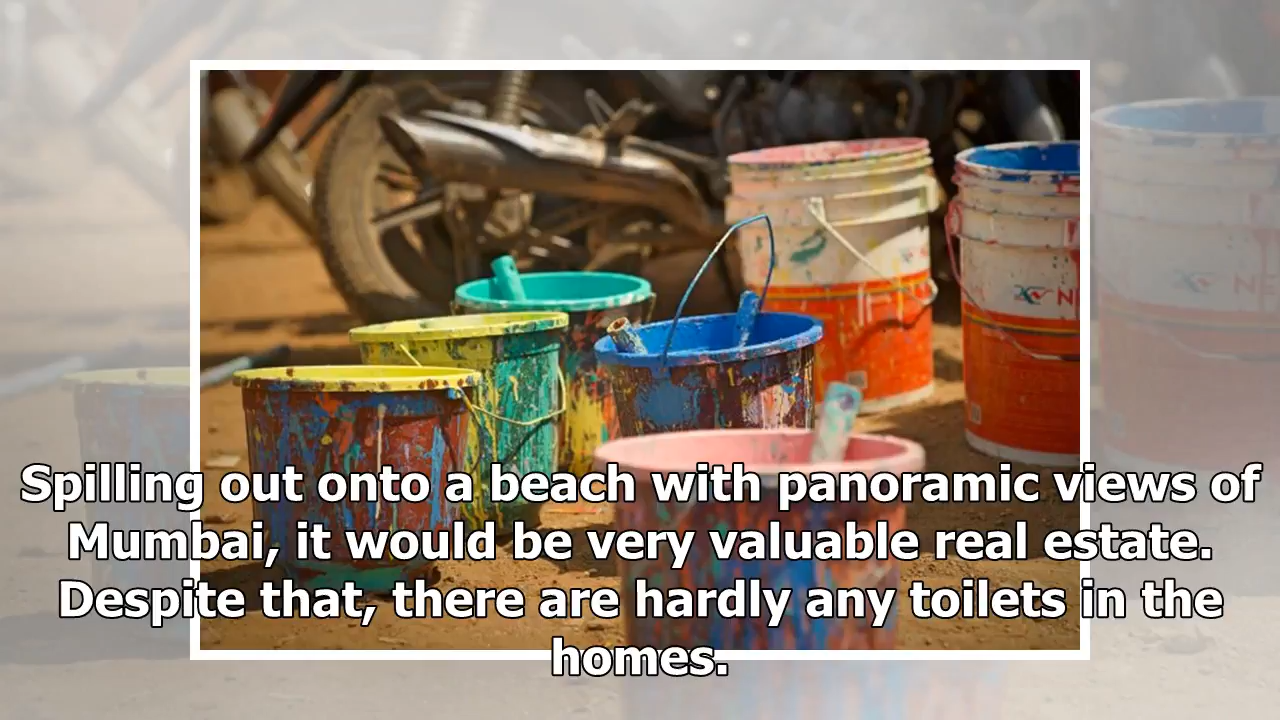 Spilling out onto a beach with panoramic views of
Mumbai, it would be very valuable real estate.
Despite that, there are hardly any toilets in the
homes.